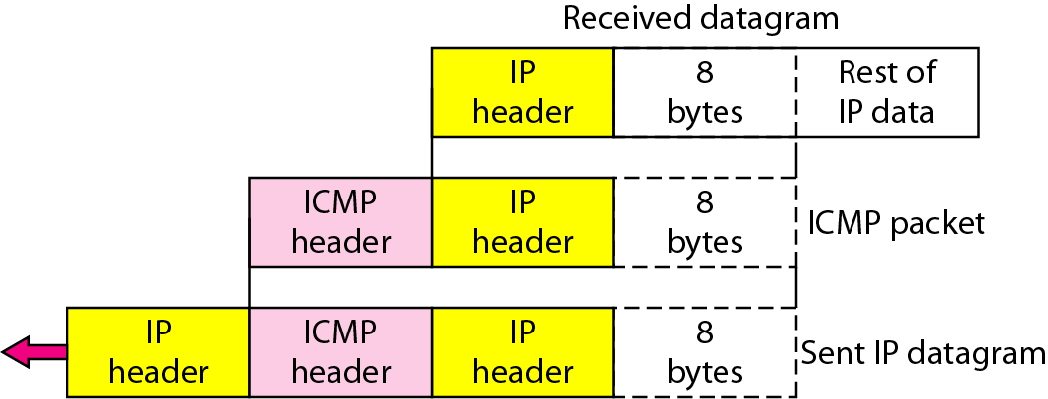 Received datagram
IP
header
8
bytes
Rest of
IP data
ICMP
header
IP
header
8
bytes
ICMP packet
IP
header
ICMP
header
IP
header
8
bytes
Sent IP datagram